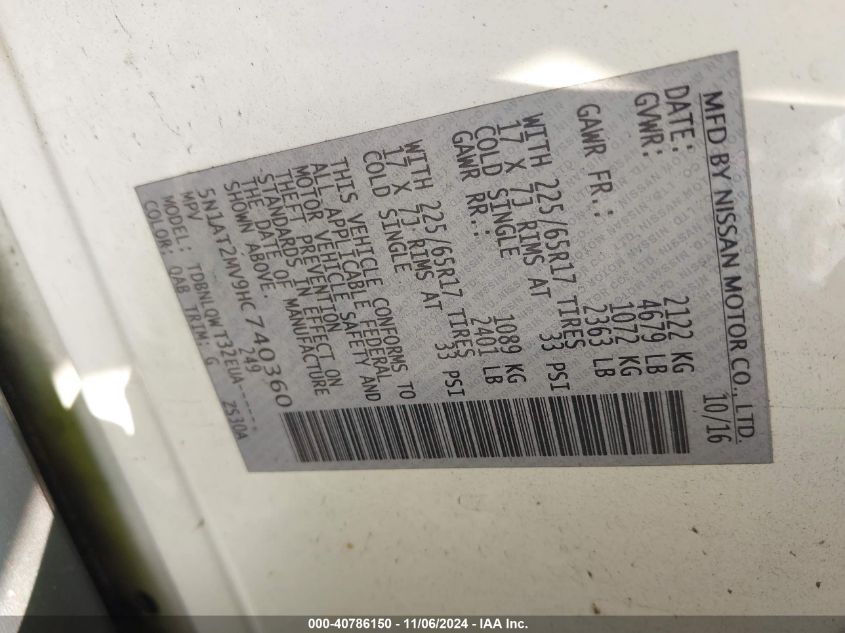 MFD BY NISSAN MOTOR CO., LTD.
DATE: 10/16
GVWR: 2122 KG
4679 LB
GAWR FR.: 1072 KG
2363 LB
WITH 225/65R17 TIRES
17 X 7J RIMS AT
COLD SINGLE 33 PSI
GAWR RR.: 1089 KG
2401 LB
WITH 225/65R17 TIRES
17 X 7J RIMS AT
COLD SINGLE 33 PSI
THIS VEHICLE CONFORMS TO
ALL APPLICABLE FEDERAL
MOTOR VEHICLE SAFETY AND
THEFT PREVENTION
STANDARDS IN EFFECT ON
THE DATE OF MANUFACTURE
SHOWN ABOVE
5N1AT2MV9HC740360
MPV 249
MODEL: TDBNLQWT32EUA-----
COLOR: QAB TRIM: G ZS30A
000-40786150 - 11/06/2024 - IAA Inc.